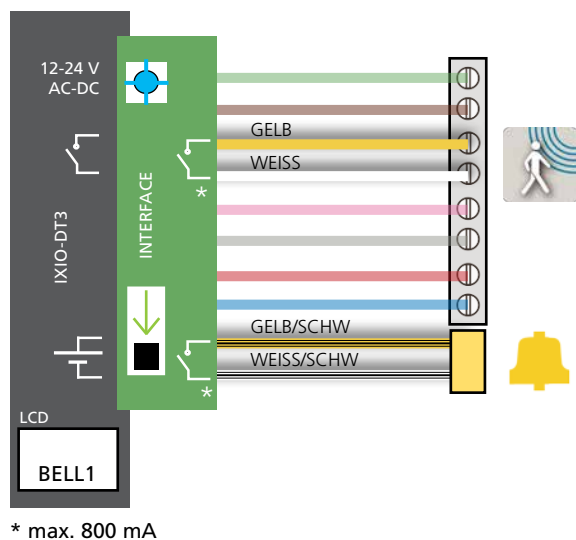 12-24 V
AC-DC
IXIO-DT3
INTERFACE
*
GELB
WEISS
GELB/SCHW
WEISS/SCHW
*
LCD
BELL1
* max. 800 mA